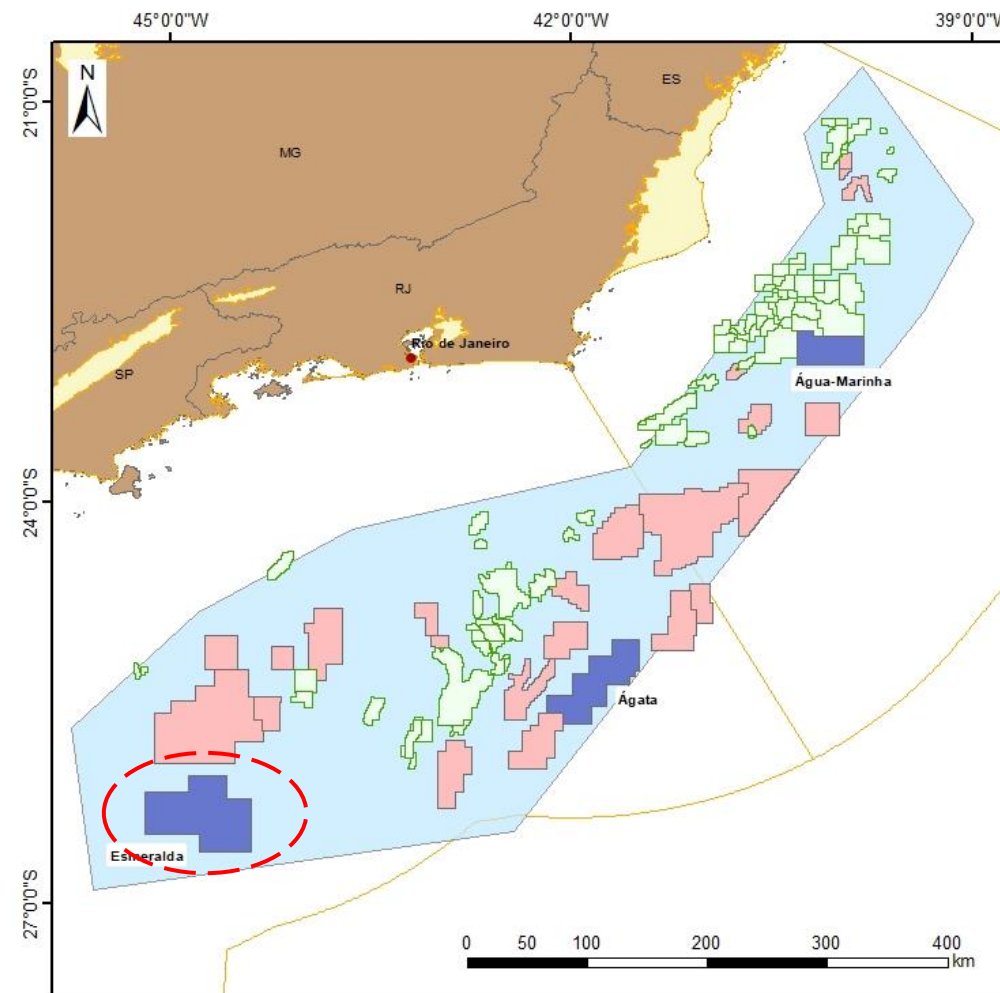 45°0'0"W
42°0'0"W
39°0'0"W
21°0'0"S
N
ES
MG
RJ
Rio de Janeiro
SP
Água-Marinha
24°0'0"S
Ágata
Esmeralda
27°0'0"S
0 50 100 200 300 400
km